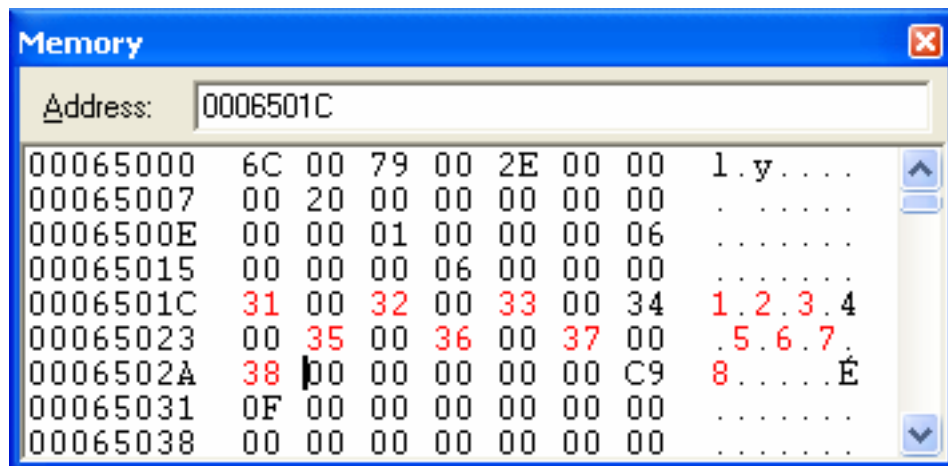 Memory
Address: 0006501C
00065000 6C 00 79 00 2E 00 00 l.y....
00065007 00 20 00 00 00 00 00 . .....
0006500E 00 00 01 00 00 00 06 .......
00065015 00 00 00 06 00 00 00 .......
0006501C 31 00 32 00 33 00 34 1.2.3.4
00065023 00 35 00 36 00 37 00 .5.6.7.
0006502A 38 00 00 00 00 00 C9 8.....É
00065031 0F 00 00 00 00 00 00 .......
00065038 00 00 00 00 00 00 00 .......